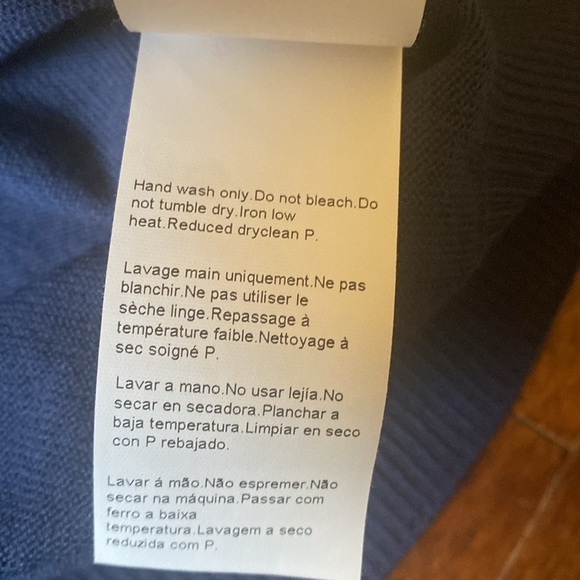 Hand wash only.Do not bleach.Do
not tumble dry.Iron low
heat.Reduced dryclean P.
Lavage main uniquement.Ne pas
blanchir.Ne pas utiliser le
sèche linge.Repassage à
température faible.Nettoyage à
sec soigné P.
Lavar a mano.No usar lejía.No
secar en secadora.Planchar a
baja temperatura.Limpiar en seco
con P rebajado.
Lavar á mão.Não espremer.Não
secar na máquina.Passar com
ferro a baixa
temperatura.Lavagem a seco
reduzida com P.